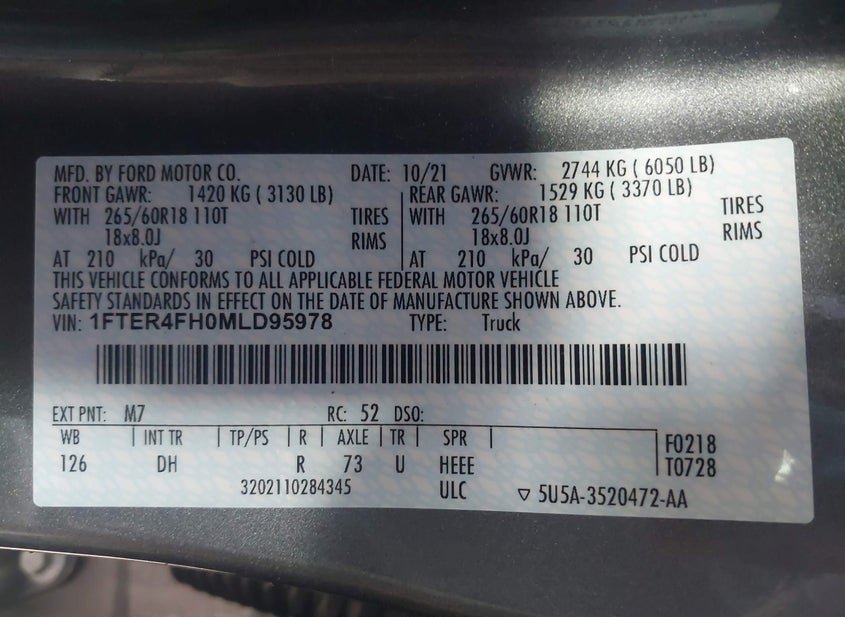 MFD. BY FORD MOTOR CO. DATE: 10/21 GVWR: 2744 KG ( 6050 LB)
FRONT GAWR: 1420 KG ( 3130 LB) REAR GAWR: 1529 KG ( 3370 LB)
WITH 265/60R18 110T TIRES WITH 265/60R18 110T TIRES
18x8.0J RIMS 18x8.0J RIMS
AT 210 kPa/ 30 PSI COLD AT 210 kPa/ 30 PSI COLD
THIS VEHICLE CONFORMS TO ALL APPLICABLE FEDERAL MOTOR VEHICLE
SAFETY STANDARDS IN EFFECT ON THE DATE OF MANUFACTURE SHOWN ABOVE.
VIN: 1FTER4FH0MLD95978 TYPE: Truck
EXT PNT: M7 RC: 52 DSO:
WB INT TR TP/PS R AXLE TR SPR F0218
126 DH R 73 U HEEE T0728
3202110284345 ULC ▽ 5U5A-3520472-AA